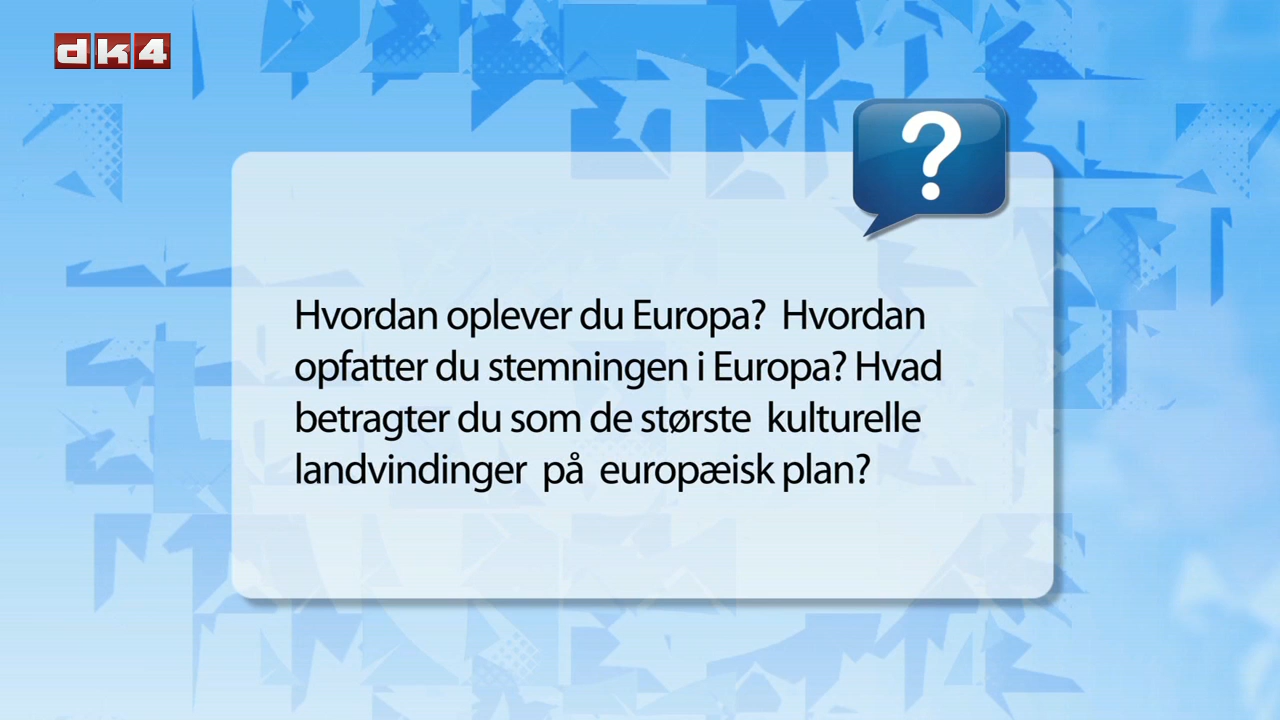 dk4
?
Hvordan oplever du Europa?  Hvordan
opfatter du stemningen i Europa? Hvad
betragter du som de største  kulturelle
landvindinger  på  europæisk plan?